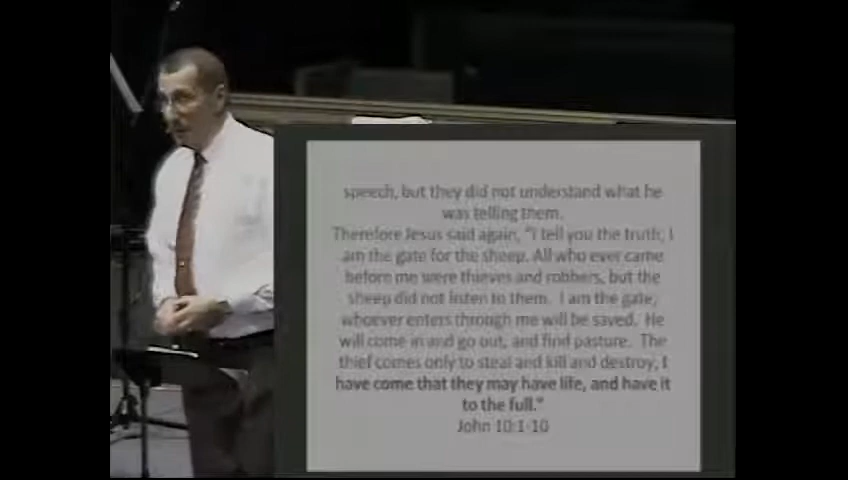 speech, but they did not understand what he
was telling them.
Therefore Jesus said again, "I tell you the truth, I
am the gate for the sheep. All who ever came
before me were thieves and robbers, but the
sheep did not listen to them. I am the gate,
whoever enters through me will be saved. He
will come in and go out, and find pasture. The
thief comes only to steal and kill and destroy, I
have come that they may have life, and have it
to the full."
John 10:1-10